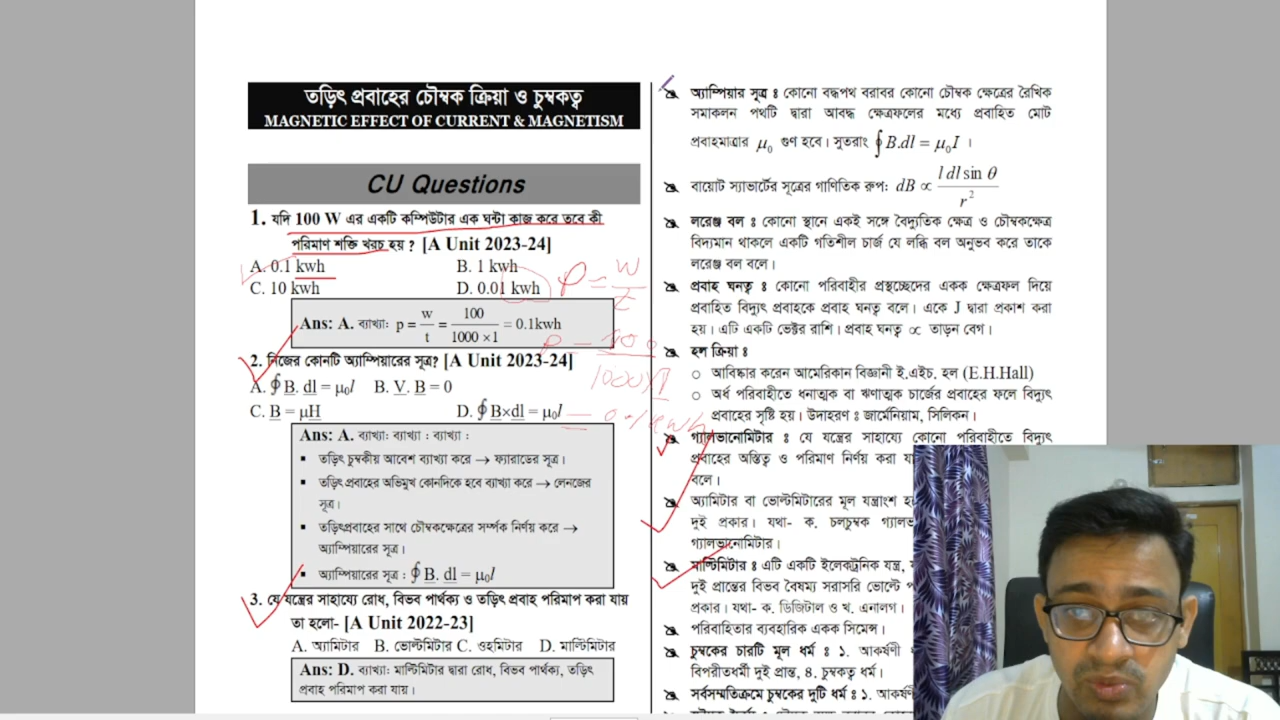 তড়িৎ প্রবাহের চৌম্বক ক্রিয়া ও চুম্বকত্ব
MAGNETIC EFFECT OF CURRENT & MAGNETISM
CU Questions
1. যদি 100 W এর একটি কম্পিউটার এক ঘন্টা কাজ করে তবে কী
পরিমাণ শক্তি খরচ হয় ? [A Unit 2023-24]
A. 0.1 kwh B. 1 kwh
C. 10 kwh D. 0.01 kwh
Ans: A. ব্যাখ্যা: p = w/t = 100/(1000 ×1) = 0.1kwh
2. নিজের কোনটি অ্যাম্পিয়ারের সূত্র? [A Unit 2023-24]
A. ∮ B. dl = μ₀l B. V. B = 0
C. B = μH D. ∮ B×dl = μ₀l
Ans: A. ব্যাখ্যা: ব্যাখ্যা : ব্যাখ্যা :
▪ তড়িৎ চুম্বকীয় আবেশ ব্যাখ্যা করে → ফ্যারাডের সূত্র।
▪ তড়িৎ প্রবাহের অভিমুখ কোনদিকে হবে ব্যাখ্যা করে → লেনজের
সূত্র।
▪ তড়িৎপ্রবাহের সাথে চৌম্বকক্ষেত্রের সর্ম্পক নির্ণয় করে →
অ্যাম্পিয়ারের সূত্র।
▪ অ্যাম্পিয়ারের সূত্র : ∮ B. dl = μ₀l
3. যে যন্ত্রের সাহায্যে রোধ, বিভব পার্থক্য ও তড়িৎ প্রবাহ পরিমাপ করা যায়
তা হলো- [A Unit 2022-23]
A. অ্যামিটার B. ভোল্টমিটার C. ওহমিটার D. মাল্টিমিটার
Ans: D. ব্যাখ্যা: মাল্টিমিটার দ্বারা রোধ, বিভব পার্থক্য, তড়িৎ
প্রবাহ পরিমাপ করা যায়।
P = W/t
P = 100/(1000×1)
= 0.1kwh
অ্যাম্পিয়ার সূত্র ঃ কোনো বদ্ধপথ বরাবর কোনো চৌম্বক ক্ষেত্রের রৈখিক
সমাকলন পথটি দ্বারা আবদ্ধ ক্ষেত্রফলের মধ্যে প্রবাহিত মোট
প্রবাহমাত্রার μ₀ গুণ হবে। সুতরাং ∮ B.dl = μ₀I ।
বায়োট স্যাভার্টের সূত্রের গাণিতিক রুপ: dB ∝ l dl sin θ / r²
লরেঞ্জ বল ঃ কোনো স্থানে একই সঙ্গে বৈদ্যুতিক ক্ষেত্র ও চৌম্বকক্ষেত্র
বিদ্যমান থাকলে একটি গতিশীল চার্জ যে লব্ধি বল অনুভব করে তাকে
লরেঞ্জ বল বলে।
প্রবাহ ঘনত্ব ঃ কোনো পরিবাহীর প্রস্থচ্ছেদের একক ক্ষেত্রফল দিয়ে
প্রবাহিত বিদ্যুৎ প্রবাহকে প্রবাহ ঘনত্ব বলে। একে J দ্বারা প্রকাশ করা
হয়। এটি একটি ভেক্টর রাশি। প্রবাহ ঘনত্ব ∝ তাড়ন বেগ।
হল ক্রিয়া ঃ
o আবিষ্কার করেন আমেরিকান বিজ্ঞানী ই.এইচ. হল (E.H.Hall)
o অর্ধ পরিবাহীতে ধনাত্মক বা ঋণাত্মক চার্জের প্রবাহের ফলে বিদ্যুৎ
প্রবাহের সৃষ্টি হয়। উদাহরণ ঃ জার্মেনিয়াম, সিলিকন।
গ্যালভানোমিটার ঃ যে যন্ত্রের সাহায্যে কোনো পরিবাহীতে বিদ্যুৎ
প্রবাহের অস্তিত্ব ও পরিমাণ নির্ণয় করা যা
বলে।
অ্যামিটার বা ভোল্টমিটারের মূল যন্ত্রাংশ হ
দুই প্রকার। যথা- ক. চলচুম্বক গ্যালভ
গ্যালভানোমিটার।
মাল্টিমিটার ঃ এটি একটি ইলেকট্রনিক যন্ত্র,
দুই প্রান্তের বিভব বৈষম্য সরাসরি ভোল্টে প
প্রকার। যথা- ক. ডিজিটাল ও খ. এনালগ।
পরিবাহিতার ব্যবহারিক একক সিমেন্স।
চুম্বকের চারটি মূল ধর্ম ঃ ১. আকর্ষণী
বিপরীতধর্মী দুই প্রান্ত, ৪. চুম্বকত্ব ধর্ম।
সর্বসম্মতিক্রমে চুম্বকের দুটি ধর্ম ঃ ১. আকর্ষণী